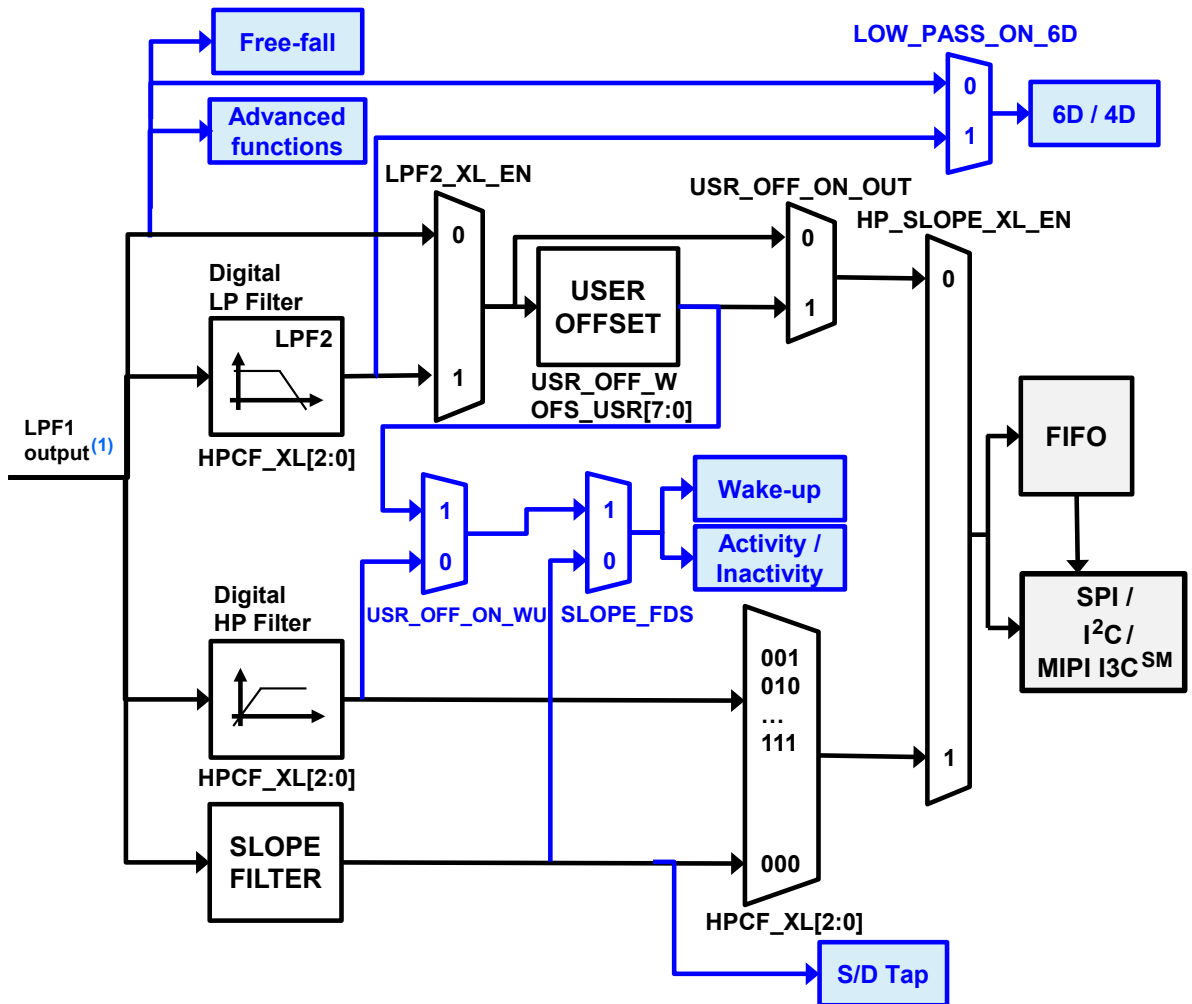 Free-fall
LOW_PASS_ON_6D
0
1
6D / 4D
Advanced
functions
LPF2_XL_EN
0
1
USR_OFF_ON_OUT
0
1
HP_SLOPE_XL_EN
0
1
Digital
LP Filter
LPF2
HPCF_XL[2:0]
USER
OFFSET
USR_OFF_W
OFS_USR[7:0]
LPF1
output(1)
FIFO
Wake-up
1
0
USR_OFF_ON_WU
1
0
SLOPE_FDS
Activity /
Inactivity
SPI /
I2C /
MIPI I3CSM
Digital
HP Filter
HPCF_XL[2:0]
001
010
...
111
000
HPCF_XL[2:0]
SLOPE
FILTER
S/D Tap